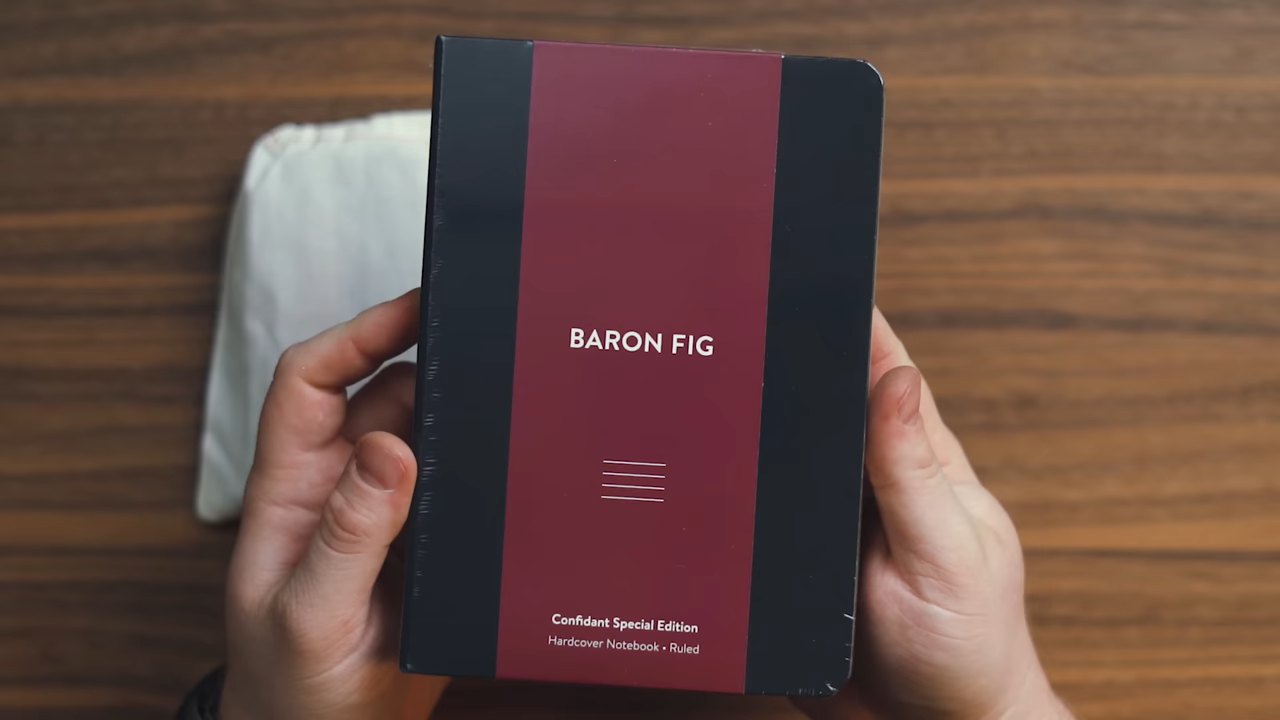 BARON FIG
Confidant Special Edition
Hardcover Notebook • Ruled